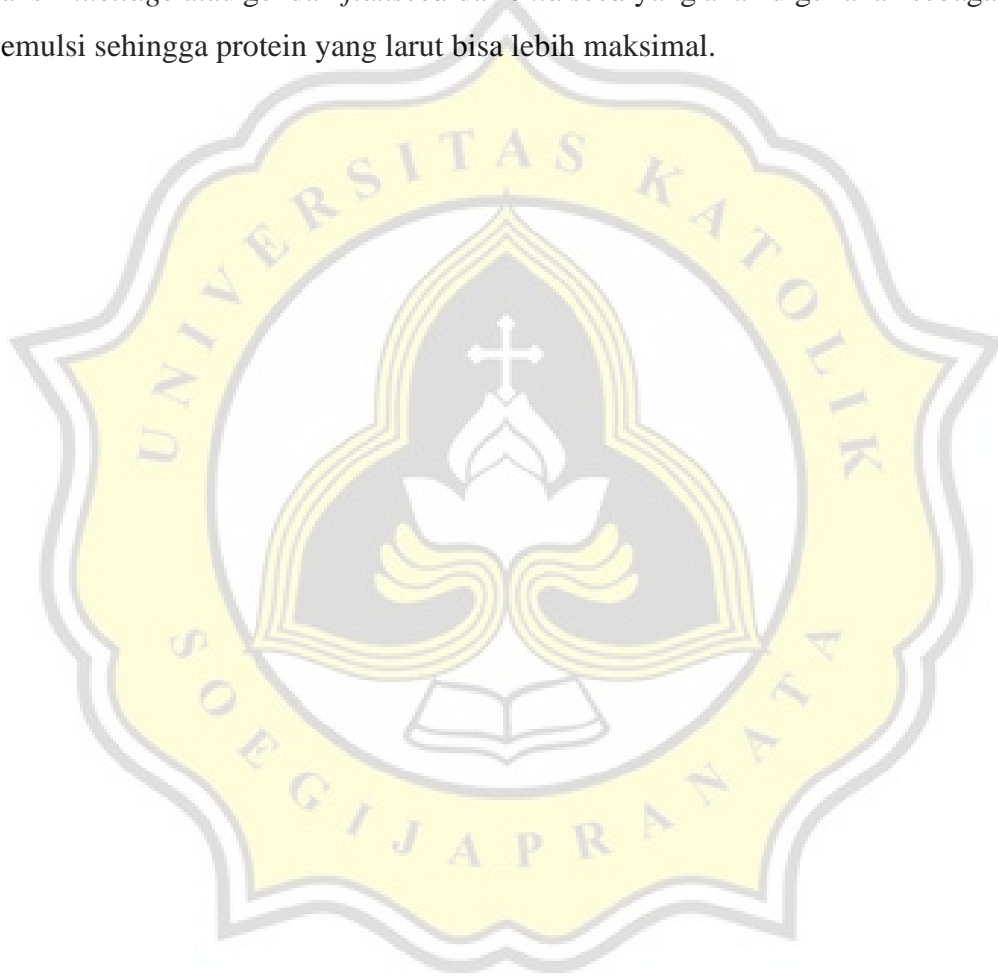 emulsi sehingga protein yang larut bisa lebih maksimal.
UNIVERSITAS KATOLIK
SOEGIJAPRANATA